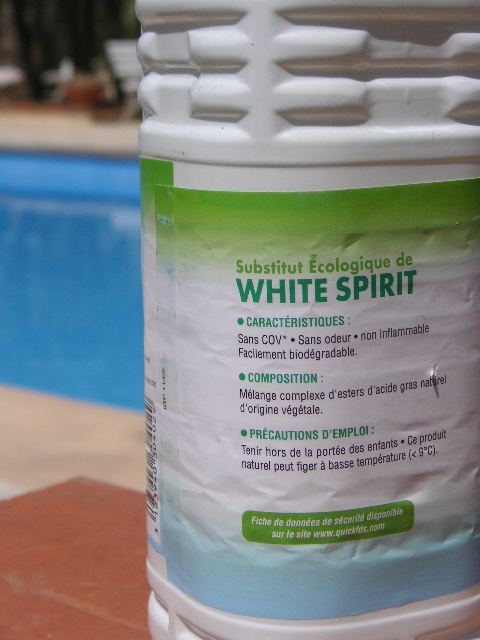 Substitut Écologique de
WHITE SPIRIT
• CARACTÉRISTIQUES :
Sans COV* • Sans odeur • non inflammable
Facilement biodégradable.
• COMPOSITION :
Mélange complexe d'esters d'acide gras naturel
d'origine végétale.
• PRÉCAUTIONS D'EMPLOI :
Tenir hors de la portée des enfants • Ce produit
naturel peut figer à basse température (< 9°C).
Fiche de données de sécurité disponible
sur le site www.quickfds.com